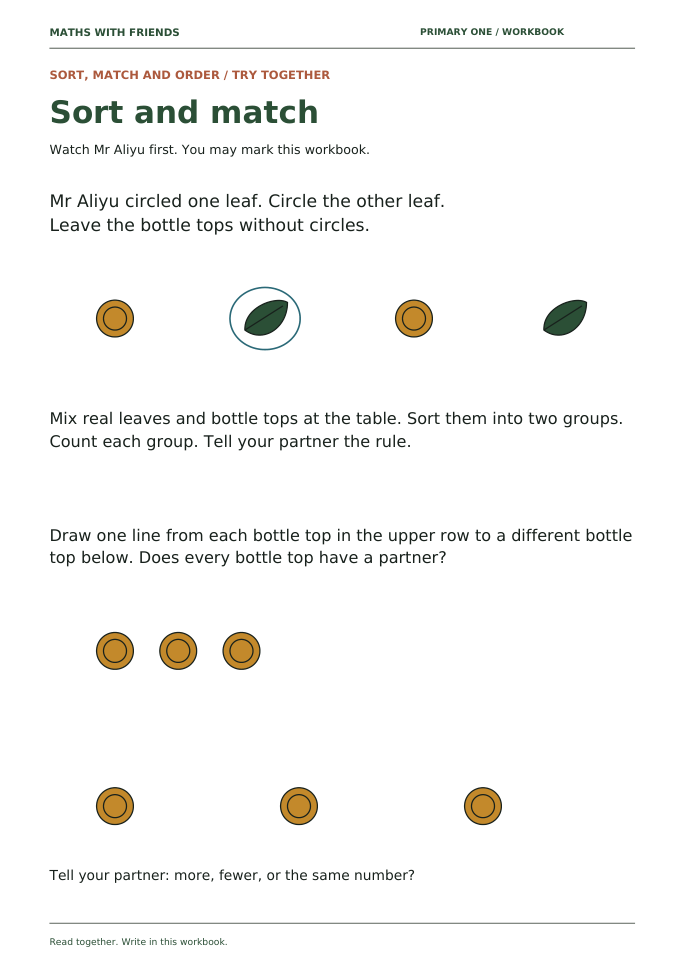 MATHS WITH FRIENDS
PRIMARY ONE / WORKBOOK
SORT, MATCH AND ORDER / TRY TOGETHER
Sort and match
Watch Mr Aliyu first. You may mark this workbook.
Mr Aliyu circled one leaf. Circle the other leaf.
Leave the bottle tops without circles.
Mix real leaves and bottle tops at the table. Sort them into two groups.
Count each group. Tell your partner the rule.
Draw one line from each bottle top in the upper row to a different bottle
top below. Does every bottle top have a partner?
Tell your partner: more, fewer, or the same number?
Read together. Write in this workbook.